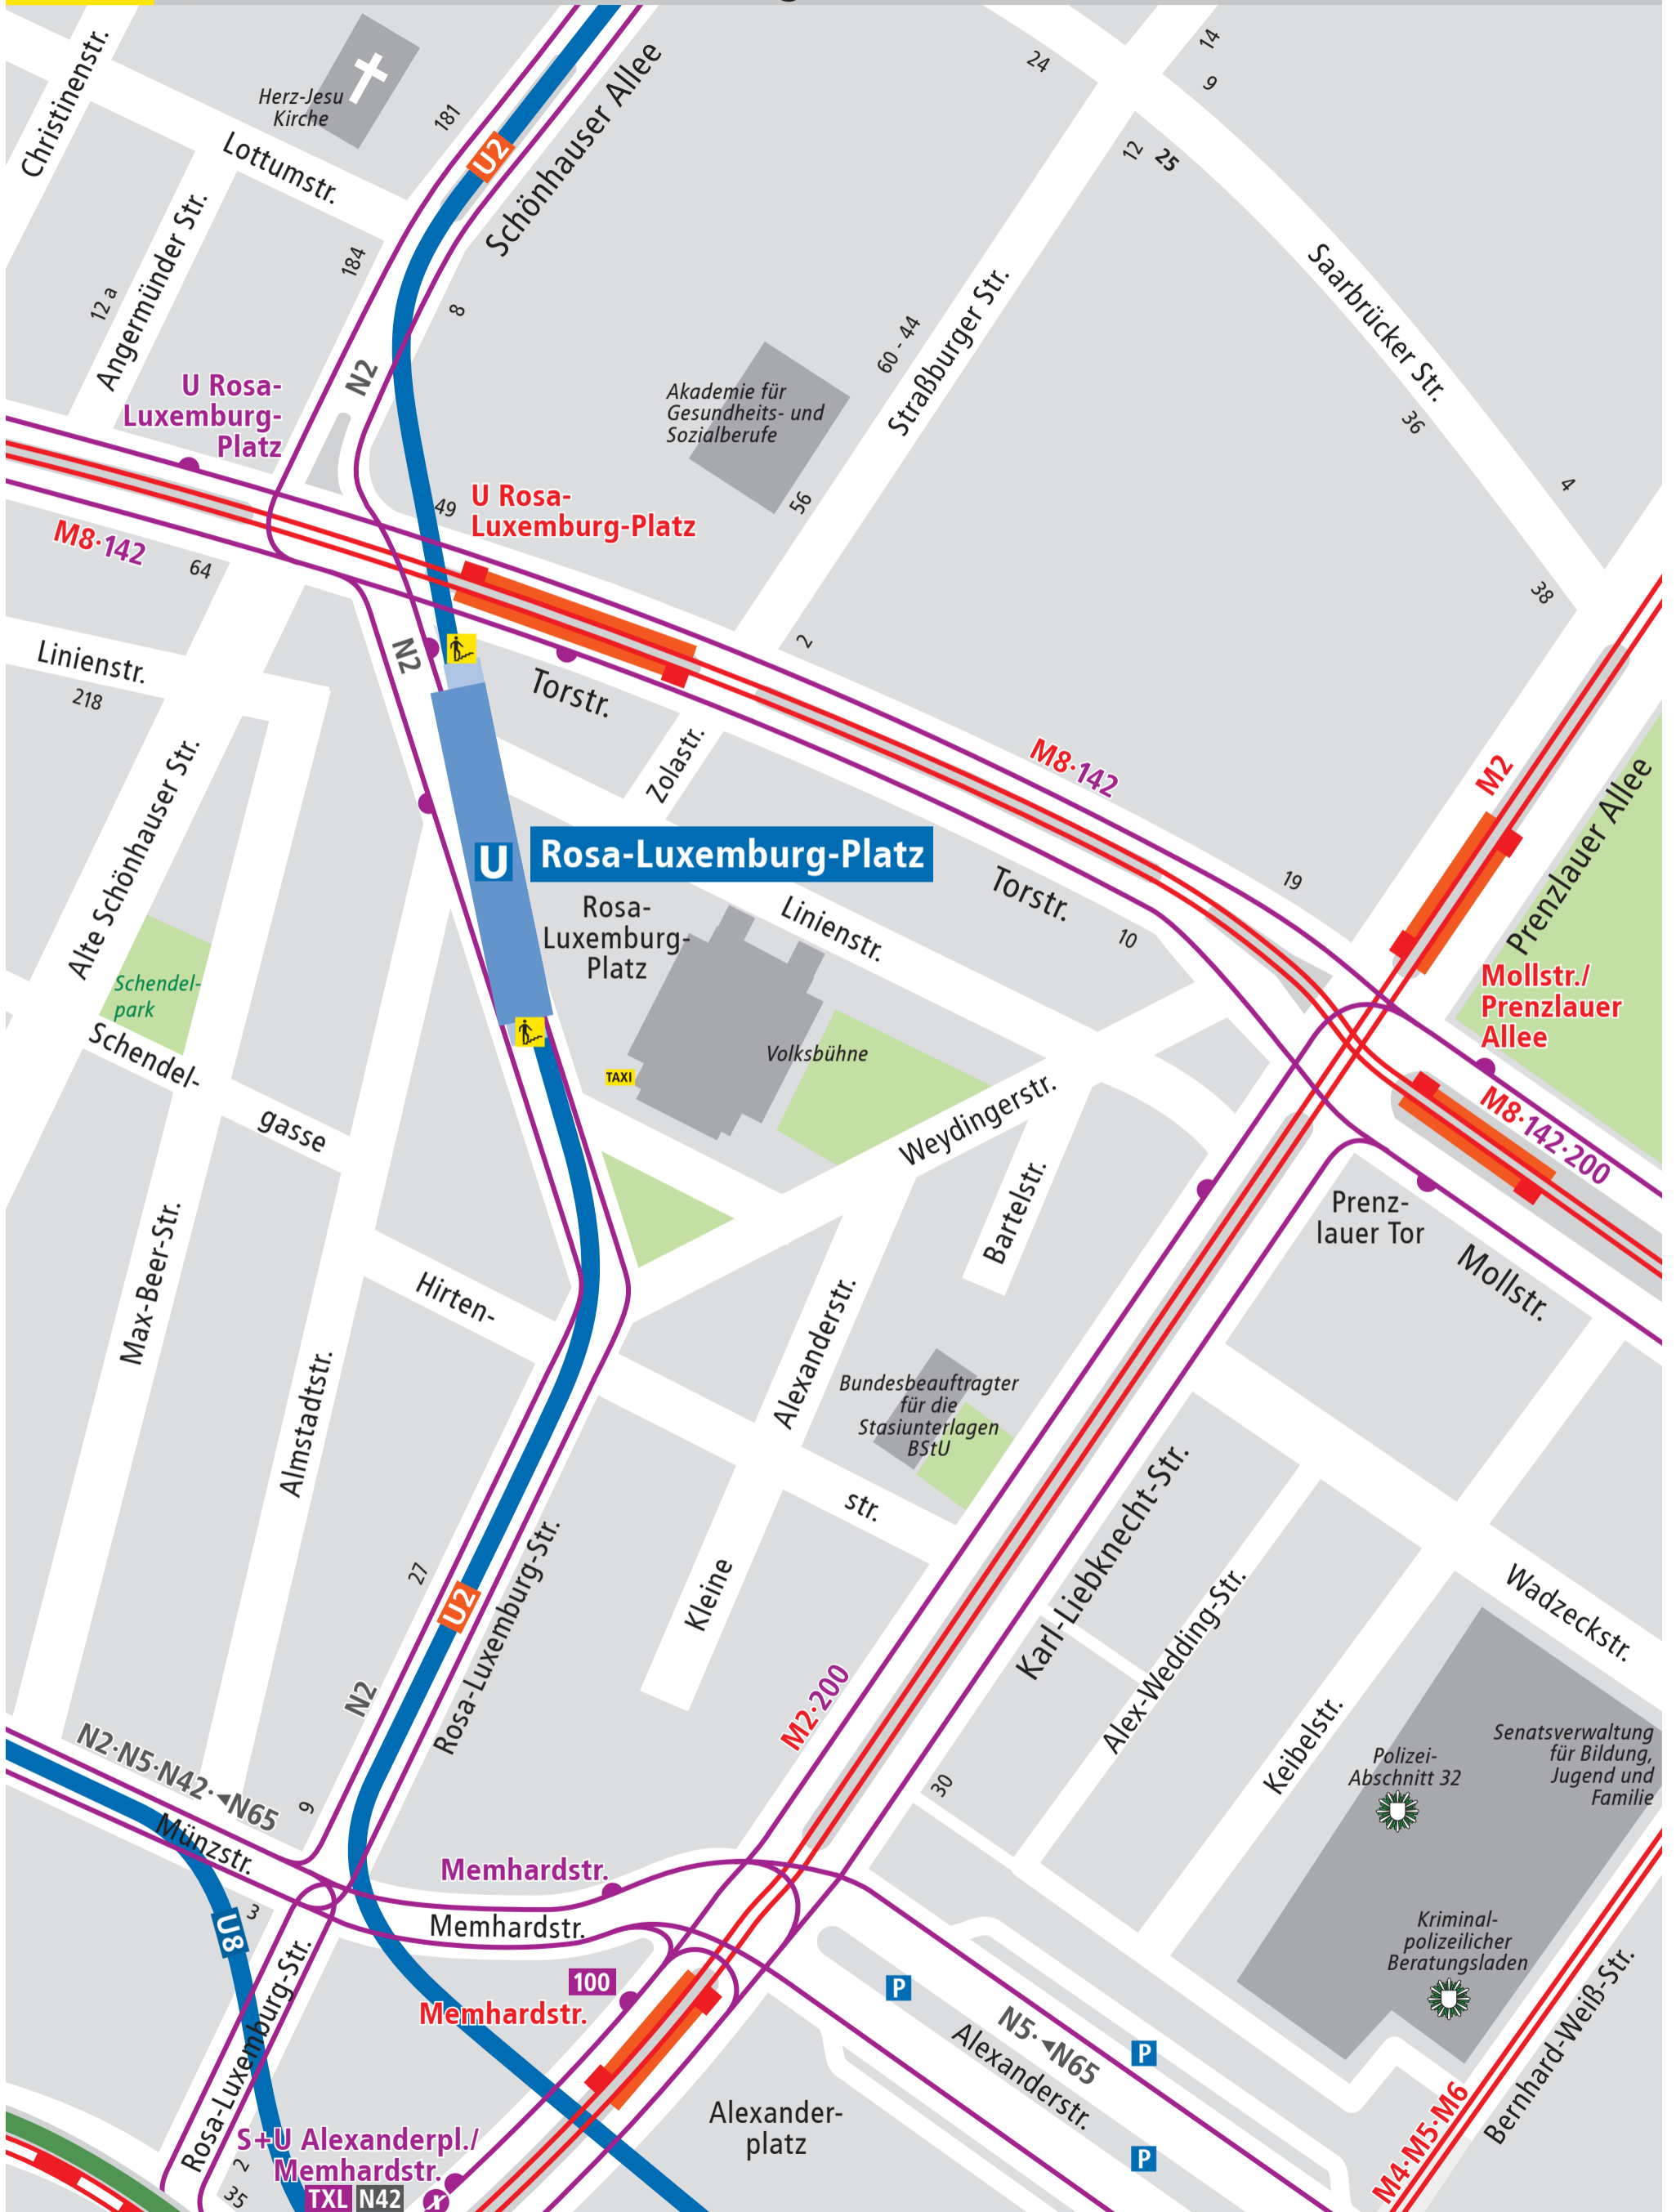 Christinenstr.
Herz-Jesu
Kirche
181
U2
Schönhauser Allee
24
14
9
12
25
Lottumstr.
184
Angermünder Str.
12 a
8
N2
Saarbrücker Str.
60 - 44
Straßburger Str.
36
4
38
U Rosa-
Luxemburg-
Platz
Akademie für
Gesundheits- und
Sozialberufe
56
49
U Rosa-
Luxemburg-Platz
M8·142
64
2
N2
Linienstr.
218
Torstr.
Zolastr.
M8·142
M2
Prenzlauer Allee
Alte Schönhauser Str.
U
Rosa-Luxemburg-Platz
Torstr.
19
10
Rosa-
Luxemburg-
Platz
Linienstr.
Schendel-
park
Mollstr./
Prenzlauer
Allee
Schendel-
gasse
Volksbühne
TAXI
Weydingerstr.
M8·142·200
Bartelstr.
Prenz-
lauer Tor
Mollstr.
Max-Beer-Str.
Hirten-
str.
Almstadtstr.
Kleine
Alexanderstr.
Bundesbeauftragter
für die
Stasiunterlagen
BStU
Karl-Liebknecht-Str.
27
U2
Rosa-Luxemburg-Str.
N2
Alex-Wedding-Str.
Wadzeckstr.
Keibelstr.
M2·200
30
Polizei-
Abschnitt 32
Senatsverwaltung
für Bildung,
Jugend und
Familie
N2·N5·N42·◄N65
9
Münzstr.
3
U8
Memhardstr.
Memhardstr.
100
Memhardstr.
P
Kriminal-
polizeilicher
Beratungsladen
N5·◄N65
Alexanderstr.
P
P
Bernhard-Weiß-Str.
M4·M5·M6
Rosa-Luxemburg-Str.
Alexander-
platz
S+U Alexanderpl./
Memhardstr.
TXL N42
X
2
35